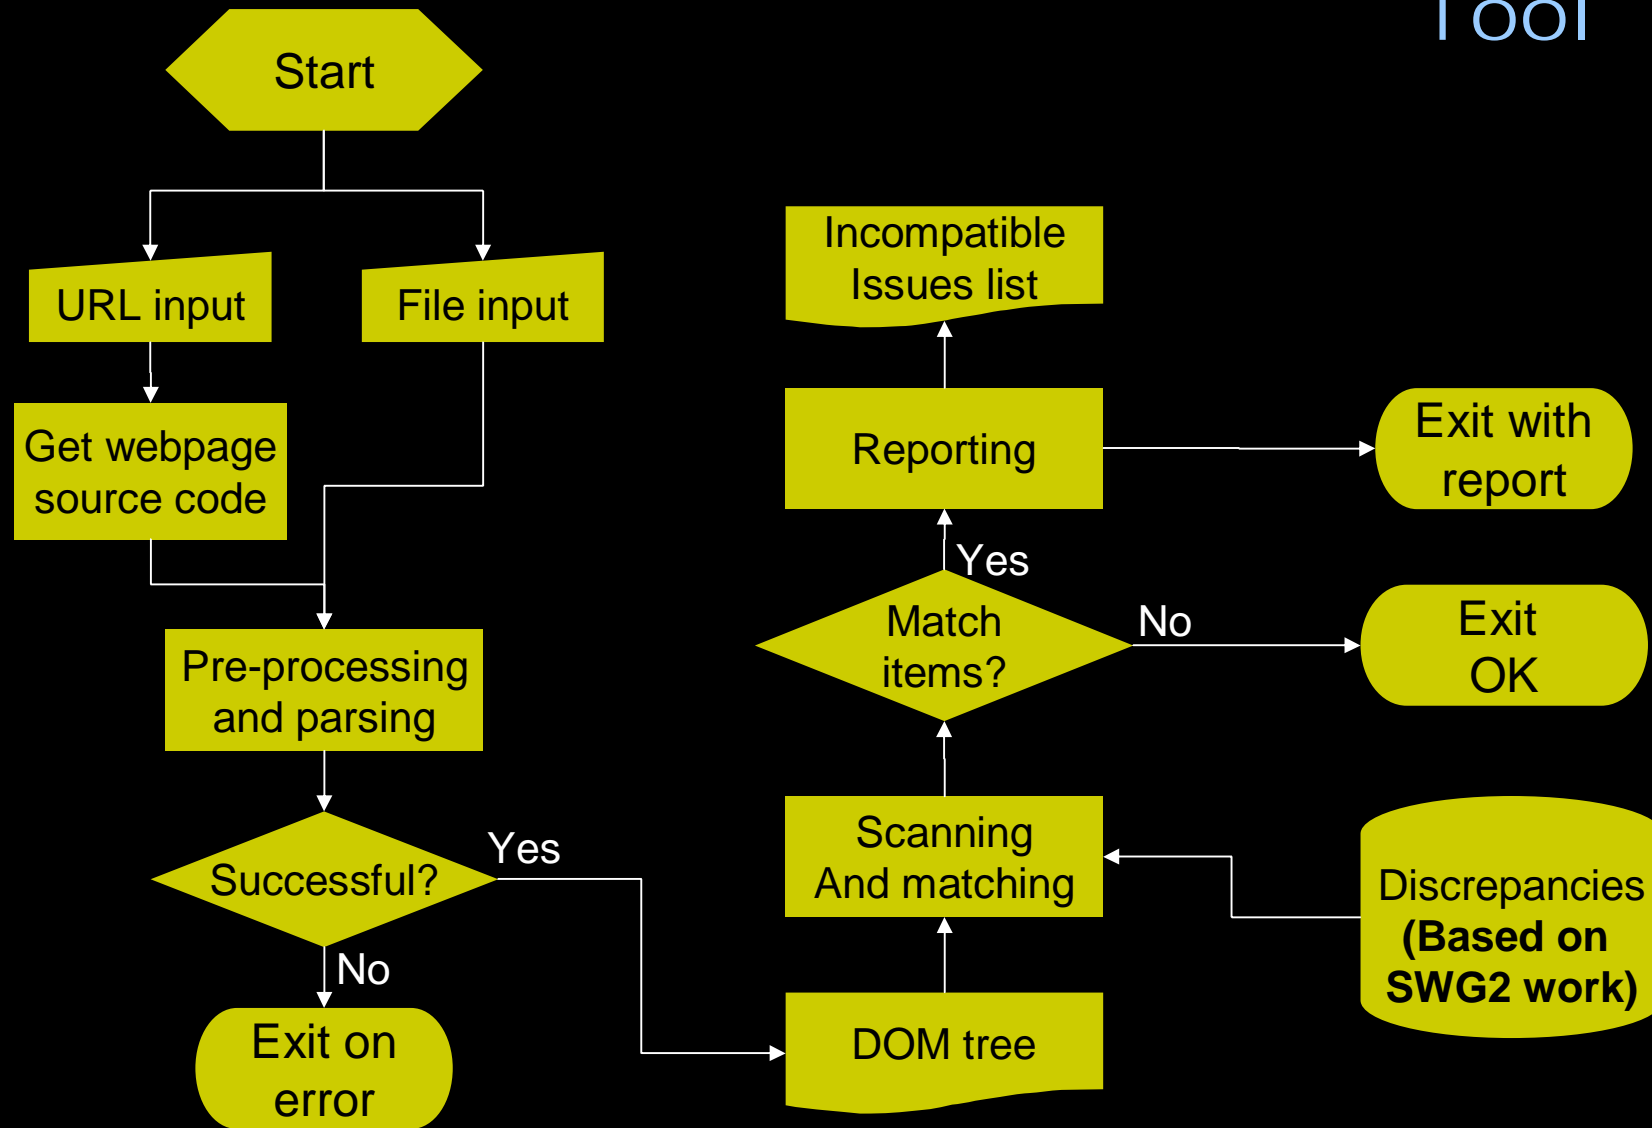 Tool
Start
URL input
File input
Get webpage
source code
Pre-processing
and parsing
Successful?
Yes
No
Exit on
error
Incompatible
Issues list
Reporting
Exit with
report
Yes
Match
items?
No
Exit
OK
Scanning
And matching
Discrepancies
(Based on
SWG2 work)
DOM tree